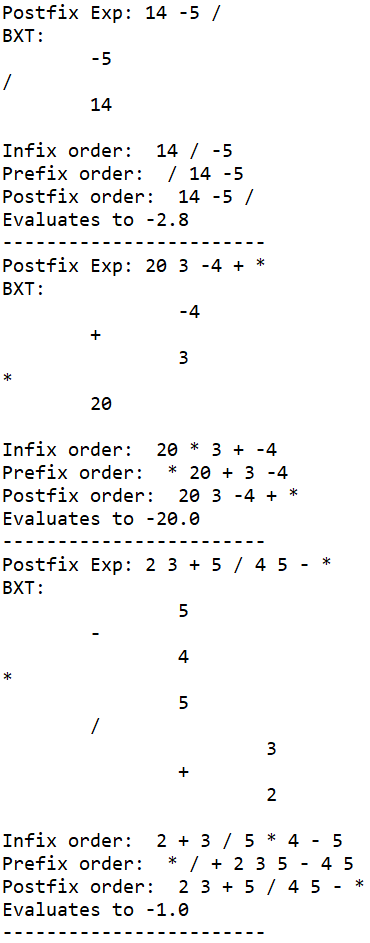 Postfix Exp: 14 -5 /
BXT:
        -5
/
        14
Infix order:  14 / -5
Prefix order:  / 14 -5
Postfix order:  14 -5 /
Evaluates to -2.8
------------------------
Postfix Exp: 20 3 -4 + *
BXT:
                -4
        +
                3
*
        20
Infix order:  20 * 3 + -4
Prefix order:  * 20 + 3 -4
Postfix order:  20 3 -4 + *
Evaluates to -20.0
------------------------
Postfix Exp: 2 3 + 5 / 4 5 - *
BXT:
                5
        -
                4
*
                5
        /
                        3
                +
                        2
Infix order:  2 + 3 / 5 * 4 - 5
Prefix order:  * / + 2 3 5 - 4 5
Postfix order:  2 3 + 5 / 4 5 - *
Evaluates to -1.0
------------------------